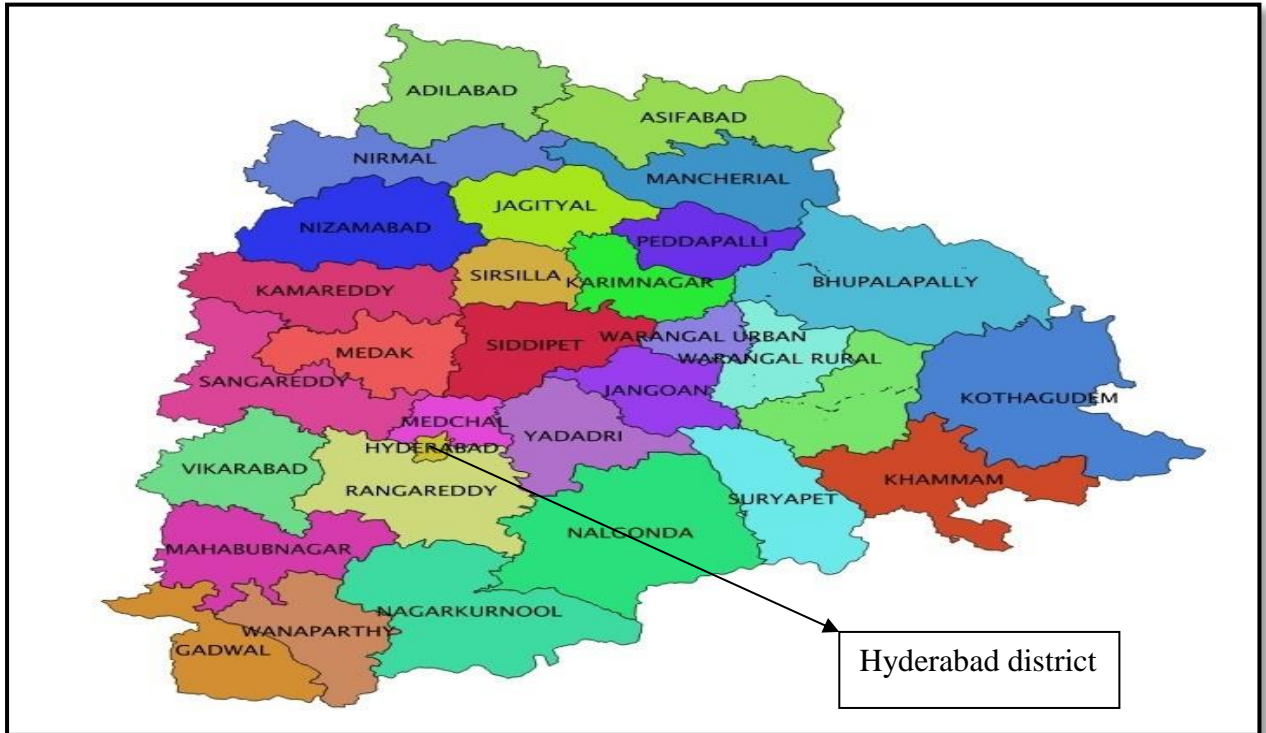 ADILABAD
ASIFABAD
NIRMAL
MANCHERIAL
JAGITYAL
NIZAMABAD
PEDDAPALLI
SIRSILLA
KARIMNAGAR
BHUPALAPALLY
KAMAREDDY
WARANGAL URBAN
SIDDIPET
MEDAK
WARANGAL RURAL
SANGAREDDY
JANGOAN
KOTHAGUDEM
MEDCHAL
YADADRI
HYDERABAD
VIKARABAD
KHAMMAM
RANGAREDDY
SURYAPET
NALGONDA
MAHABUBNAGAR
NAGARKURNOOL
WANAPARTHY
GADWAL
Hyderabad district